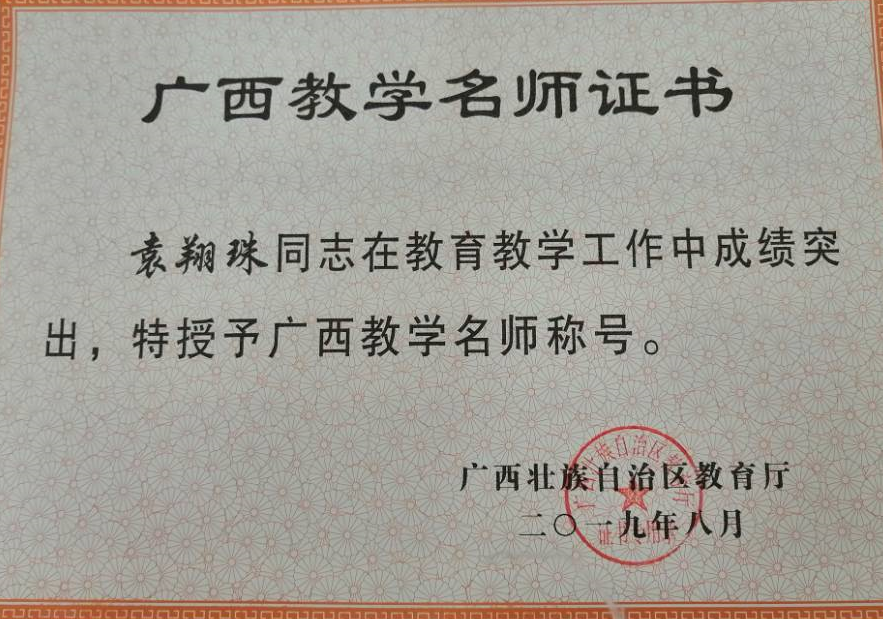 广西教学名师证书
袁翔珠同志在教育教学工作中成绩突
出，特授予广西教学名师称号。
广西壮族自治区教育厅
二〇一九年八月